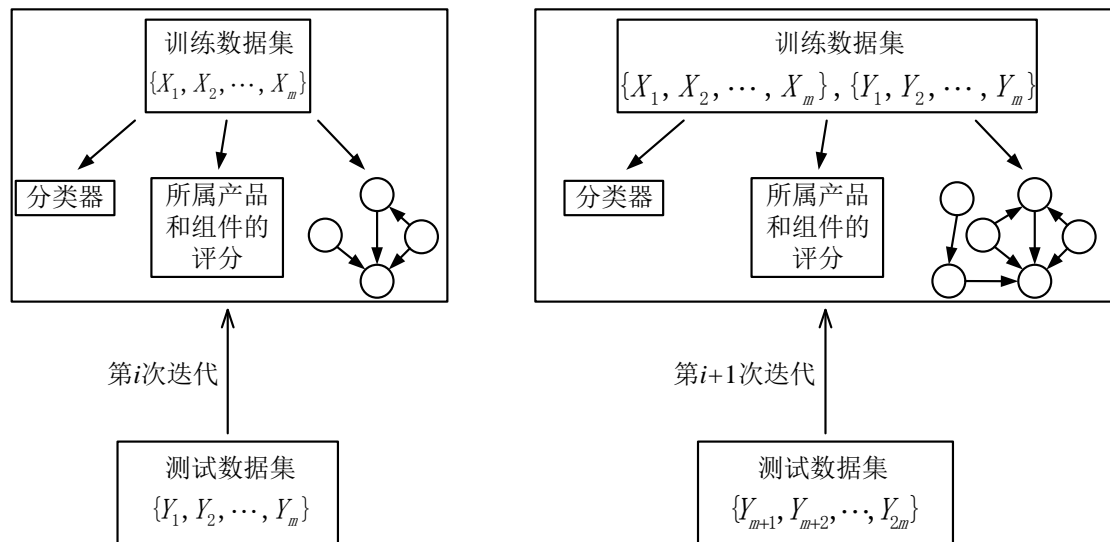 训练数据集
{X₁, X₂, ⋯, Xₘ}
分类器
所属产品
和组件的
评分
第i次迭代
测试数据集
{Y₁, Y₂, ⋯, Yₘ}
训练数据集
{X₁, X₂, ⋯, Xₘ}, {Y₁, Y₂, ⋯, Yₘ}
分类器
所属产品
和组件的
评分
第i+1次迭代
测试数据集
{Yₘ₊₁, Yₘ₊₂, ⋯, Y₂ₘ}